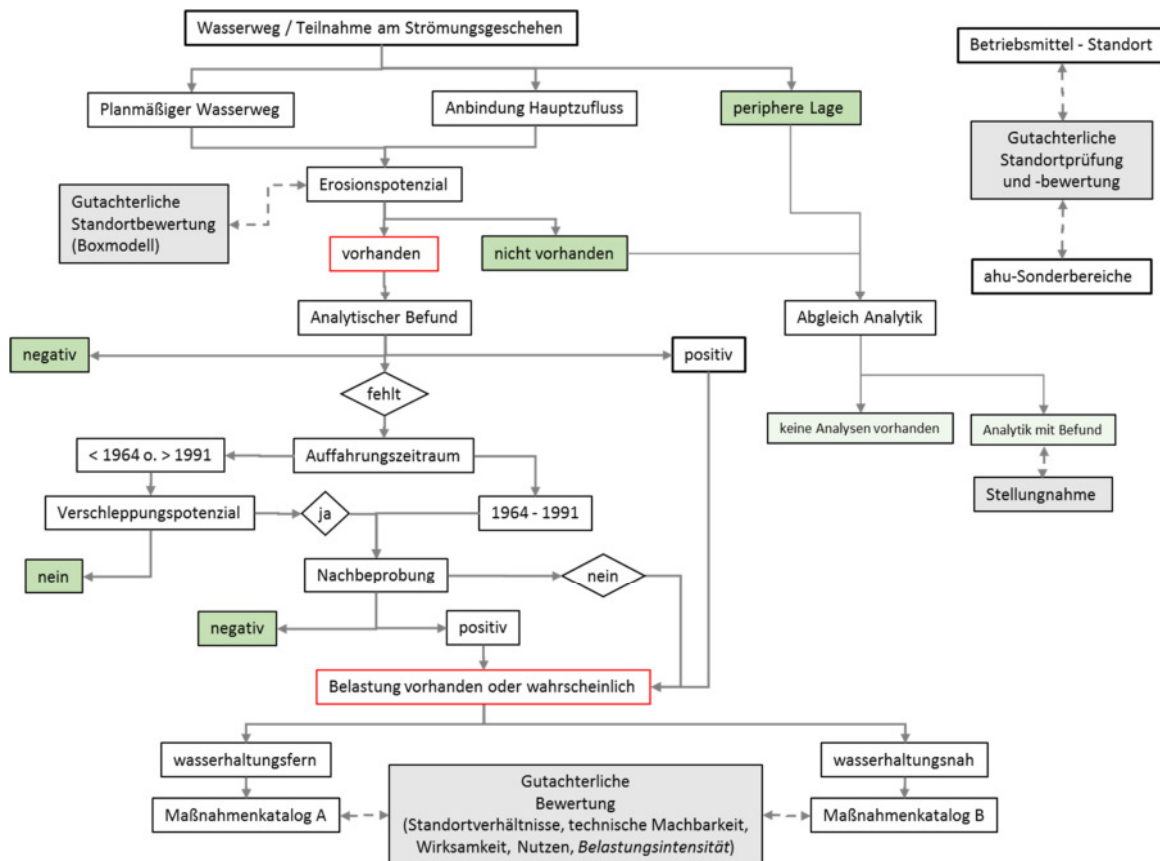 Wasserweg / Teilnahme am Strömungsgeschehen
Betriebsmittel - Standort
Planmäßiger Wasserweg
Anbindung Hauptzufluss
periphere Lage
Gutachterliche
Standortprüfung
und -bewertung
Erosionspotenzial
Gutachterliche
Standortbewertung
(Boxmodell)
vorhanden
nicht vorhanden
ahu-Sonderbereiche
Analytischer Befund
Abgleich Analytik
negativ
positiv
fehlt
keine Analysen vorhanden
Analytik mit Befund
< 1964 o. > 1991
Auffahrungszeitraum
Stellungnahme
Verschleppungspotenzial
ja
1964 - 1991
nein
Nachbeprobung
nein
negativ
positiv
Belastung vorhanden oder wahrscheinlich
wasserhaltungsfern
wasserhaltungsnah
Maßnahmenkatalog A
Gutachterliche
Bewertung
(Standortverhältnisse, technische Machbarkeit,
Wirksamkeit, Nutzen, Belastungsintensität)
Maßnahmenkatalog B